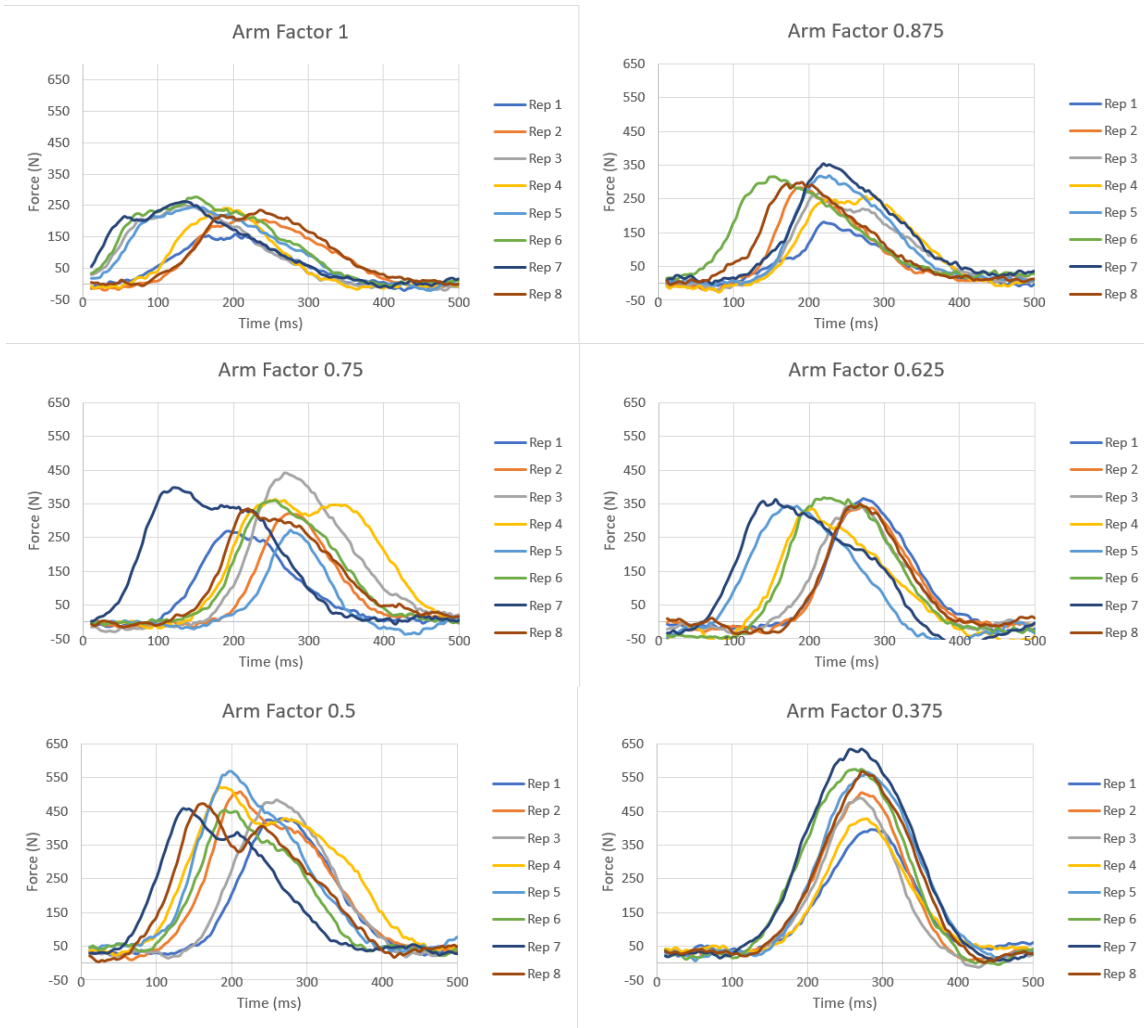 Arm Factor 1
650
550
450
350
250
150
50
-50
Force (N)
0
100
200
300
400
500
Time (ms)
Rep 1
Rep 2
Rep 3
Rep 4
Rep 5
Rep 6
Rep 7
Rep 8
Arm Factor 0.875
650
550
450
350
250
150
50
-50
Force (N)
0
100
200
300
400
500
Time (ms)
Rep 1
Rep 2
Rep 3
Rep 4
Rep 5
Rep 6
Rep 7
Rep 8
Arm Factor 0.75
650
550
450
350
250
150
50
-50
Force (N)
0
100
200
300
400
500
Time (ms)
Rep 1
Rep 2
Rep 3
Rep 4
Rep 5
Rep 6
Rep 7
Rep 8
Arm Factor 0.625
650
550
450
350
250
150
50
-50
Force (N)
0
100
200
300
400
500
Time (ms)
Rep 1
Rep 2
Rep 3
Rep 4
Rep 5
Rep 6
Rep 7
Rep 8
Arm Factor 0.5
650
550
450
350
250
150
50
-50
Force (N)
0
100
200
300
400
500
Time (ms)
Rep 1
Rep 2
Rep 3
Rep 4
Rep 5
Rep 6
Rep 7
Rep 8
Arm Factor 0.375
650
550
450
350
250
150
50
-50
Force (N)
0
100
200
300
400
500
Time (ms)
Rep 1
Rep 2
Rep 3
Rep 4
Rep 5
Rep 6
Rep 7
Rep 8